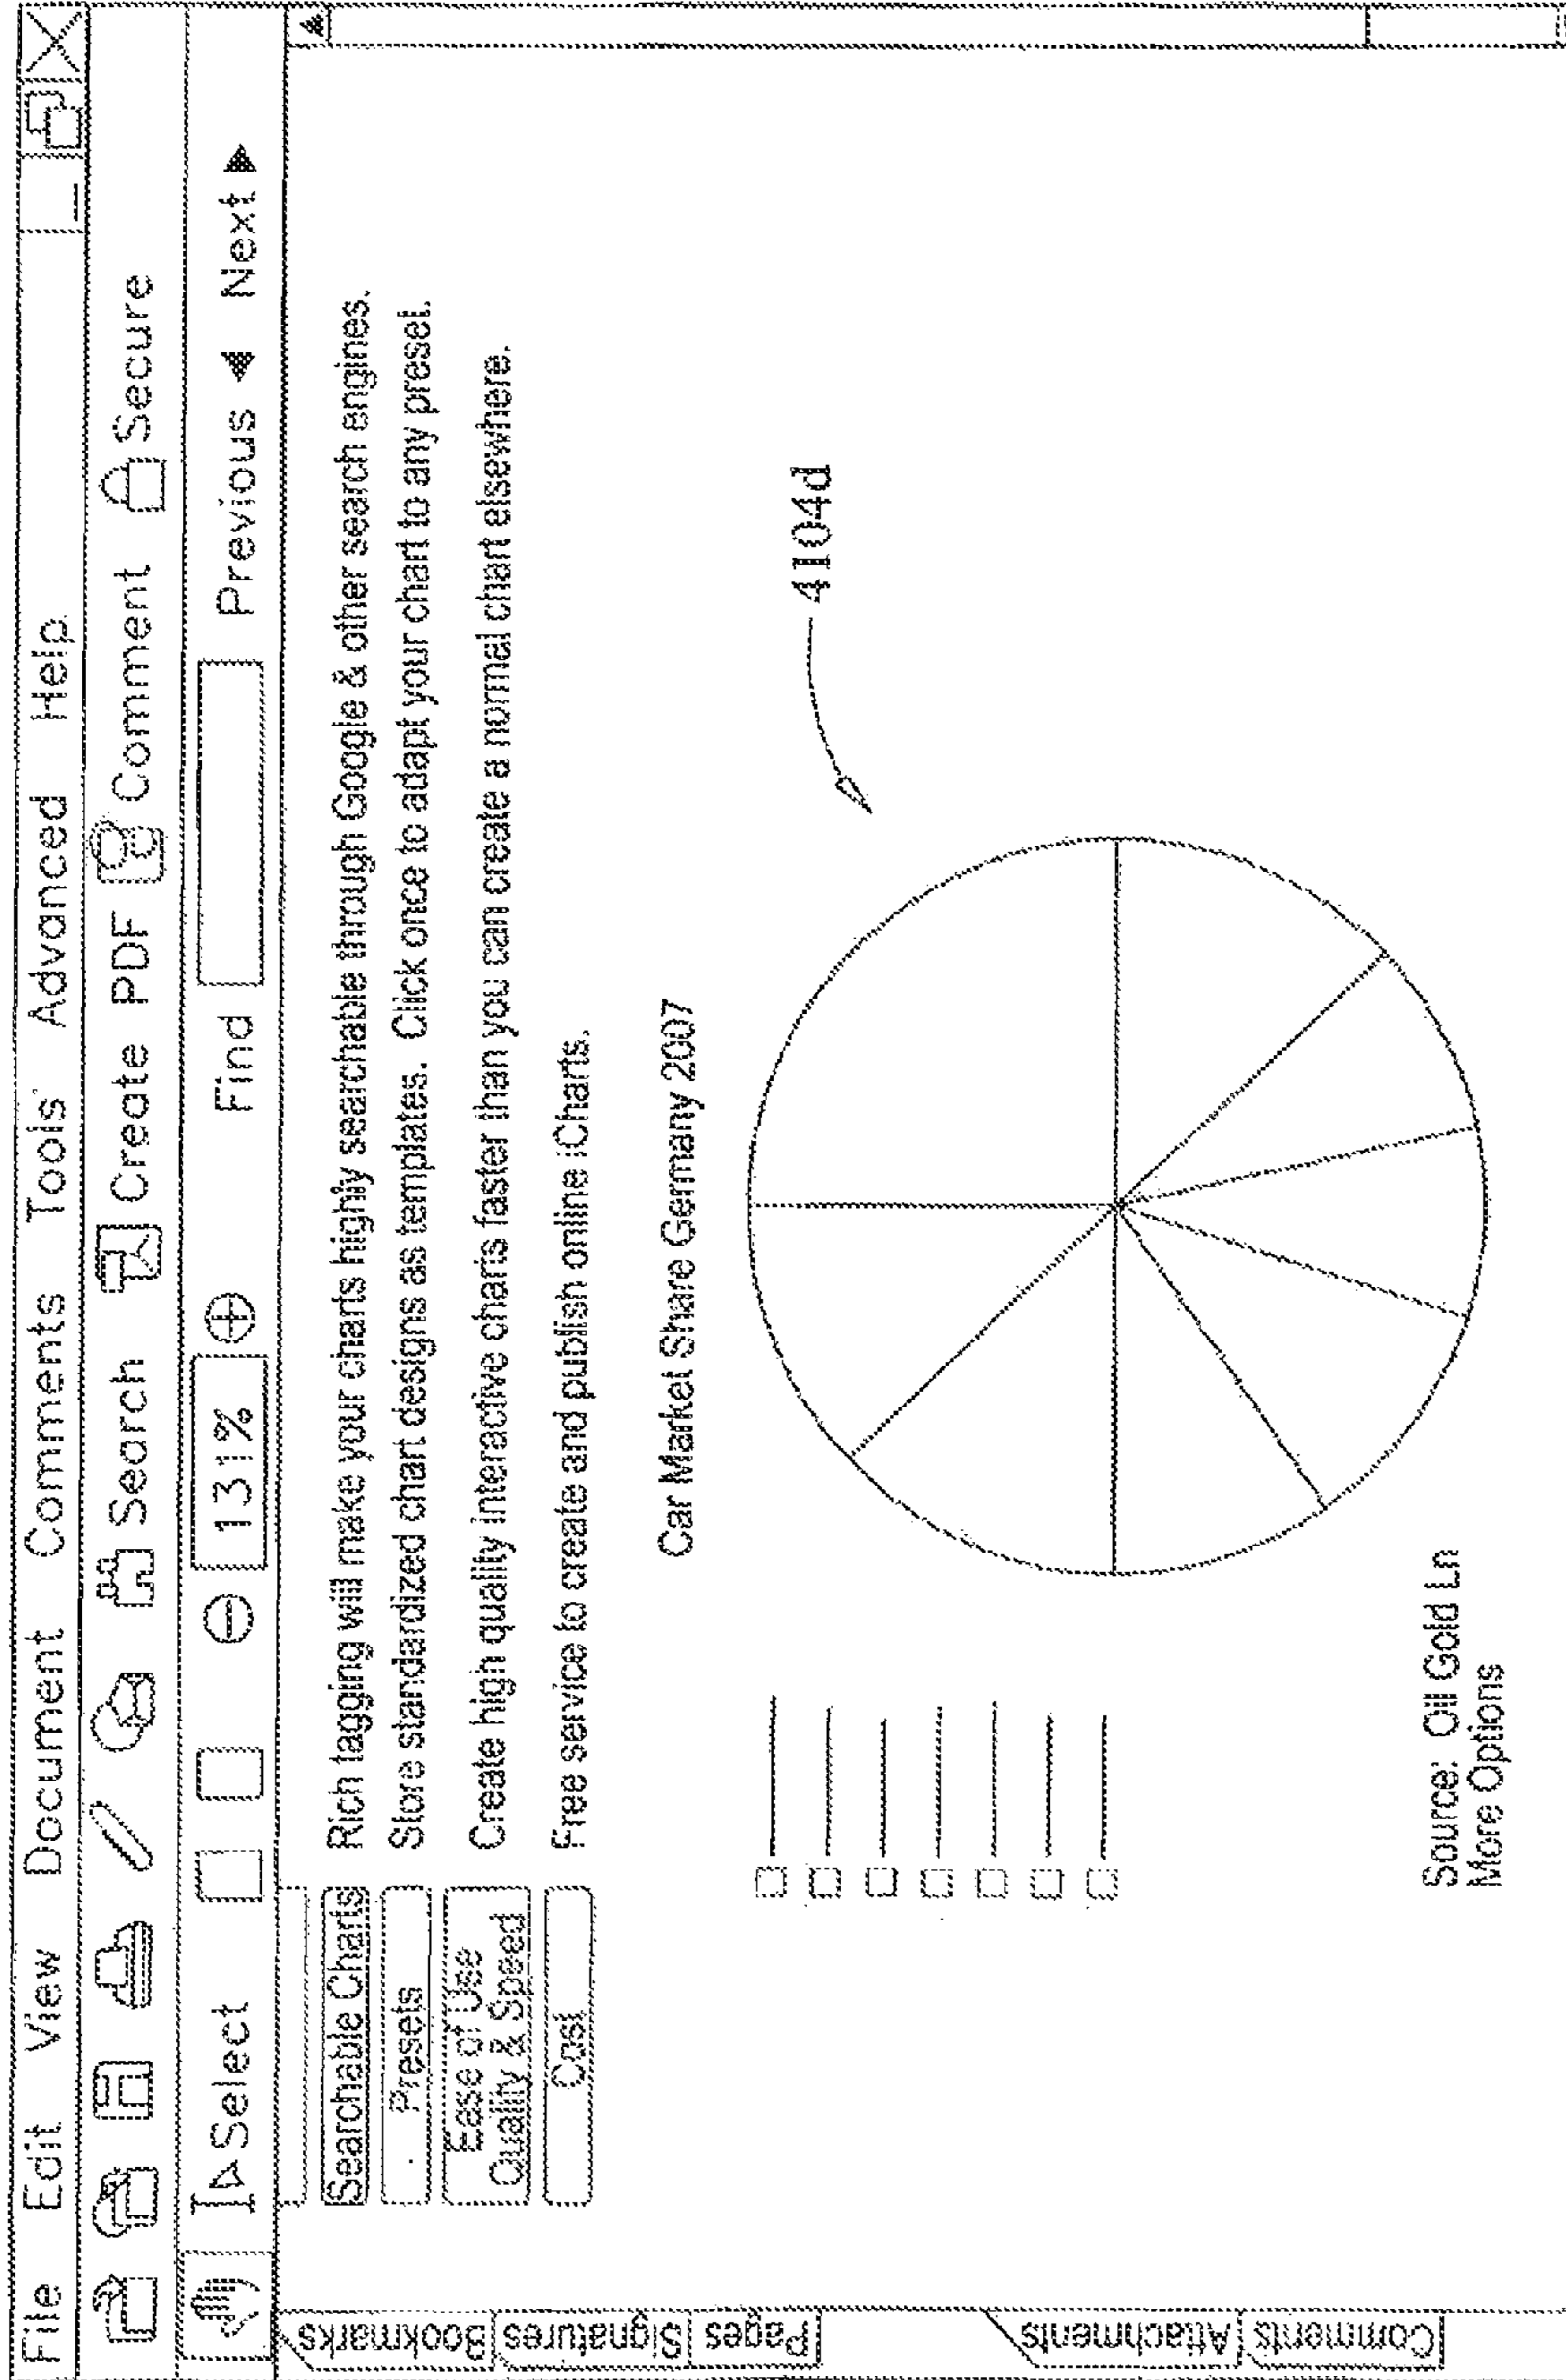 File Edit View Document Comments Tools Advanced Help
Search Create PDF Comment Secure
Select 131% Find Previous Next
Searchable Charts Rich tagging will make your charts highly searchable through Google & other search engines.
Presets Store standardized chart designs as templates. Click once to adapt your chart to any preset.
Ease of Use
Quality & Speed Create high quality interactive charts faster than you can create a normal chart elsewhere.
Cost Free service to create and publish online iCharts.
Bookmarks
Signatures
Pages
Attachments
Comments
Car Market Share Germany 2007
4104d
Source: Oil Gold Ln
More Options